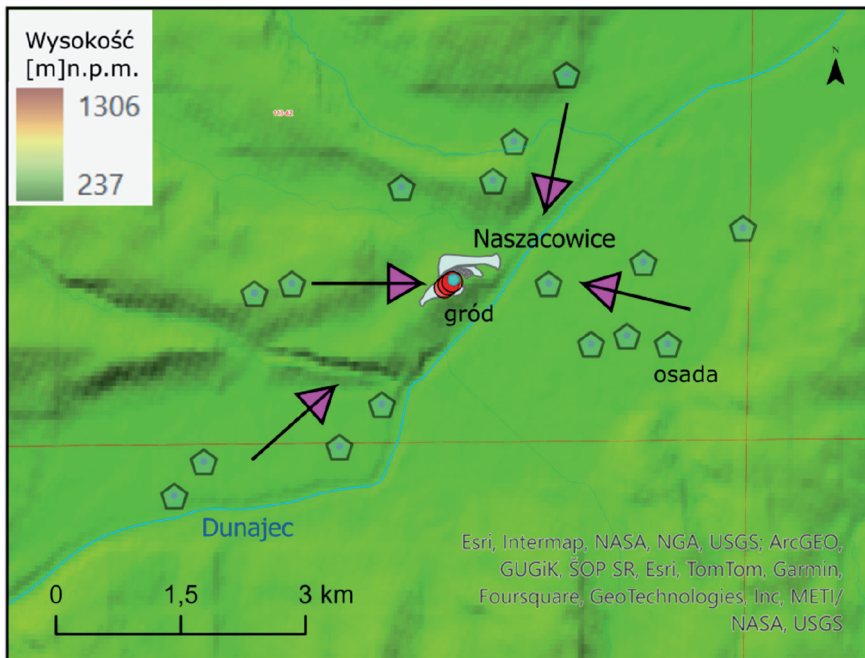 Wysokość
[m]n.p.m.
1306
237
N
Naszacowice
gród
osada
Dunajec
0 1,5 3 km
Esri, Intermap, NASA, NGA, USGS; ArcGEO,
GUGiK, ŠOP SR, Esri, TomTom, Garmin,
Foursquare, GeoTechnologies, Inc, METI/
NASA, USGS